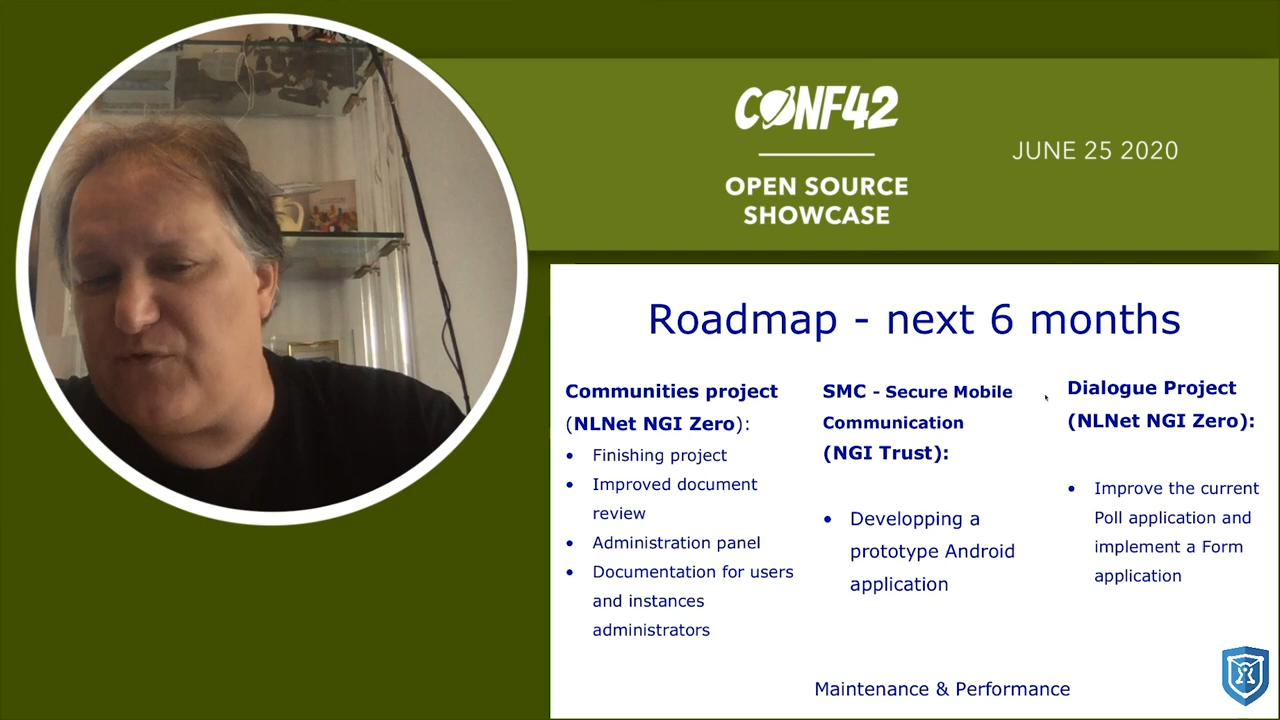 CONF42
OPEN SOURCE
SHOWCASE
JUNE 25 2020
Roadmap - next 6 months
Communities project
(NLNet NGI Zero):
• Finishing project
• Improved document
review
• Administration panel
• Documentation for users
and instances
administrators
SMC - Secure Mobile
Communication
(NGI Trust):
• Developping a
prototype Android
application
Dialogue Project
(NLNet NGI Zero):
• Improve the current
Poll application and
implement a Form
application
Maintenance & Performance